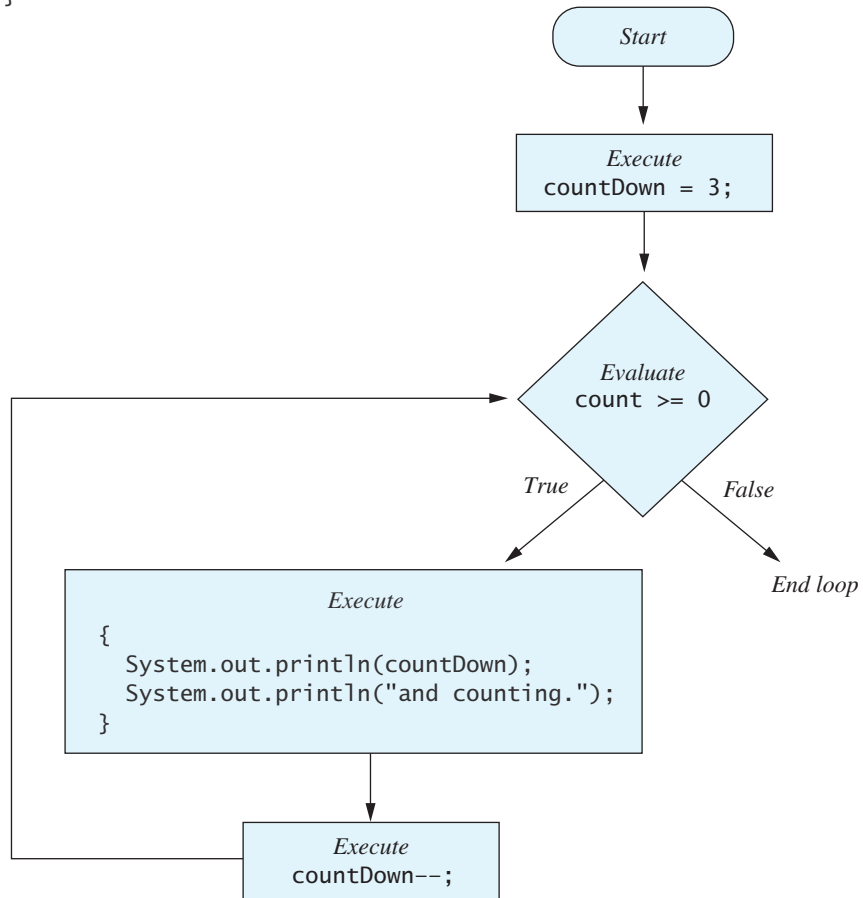 }
Start
Execute
countDown = 3;
Evaluate
count >= 0
True
False
End loop
Execute
{
System.out.println(countDown);
System.out.println("and counting.");
}
Execute
countDown--;